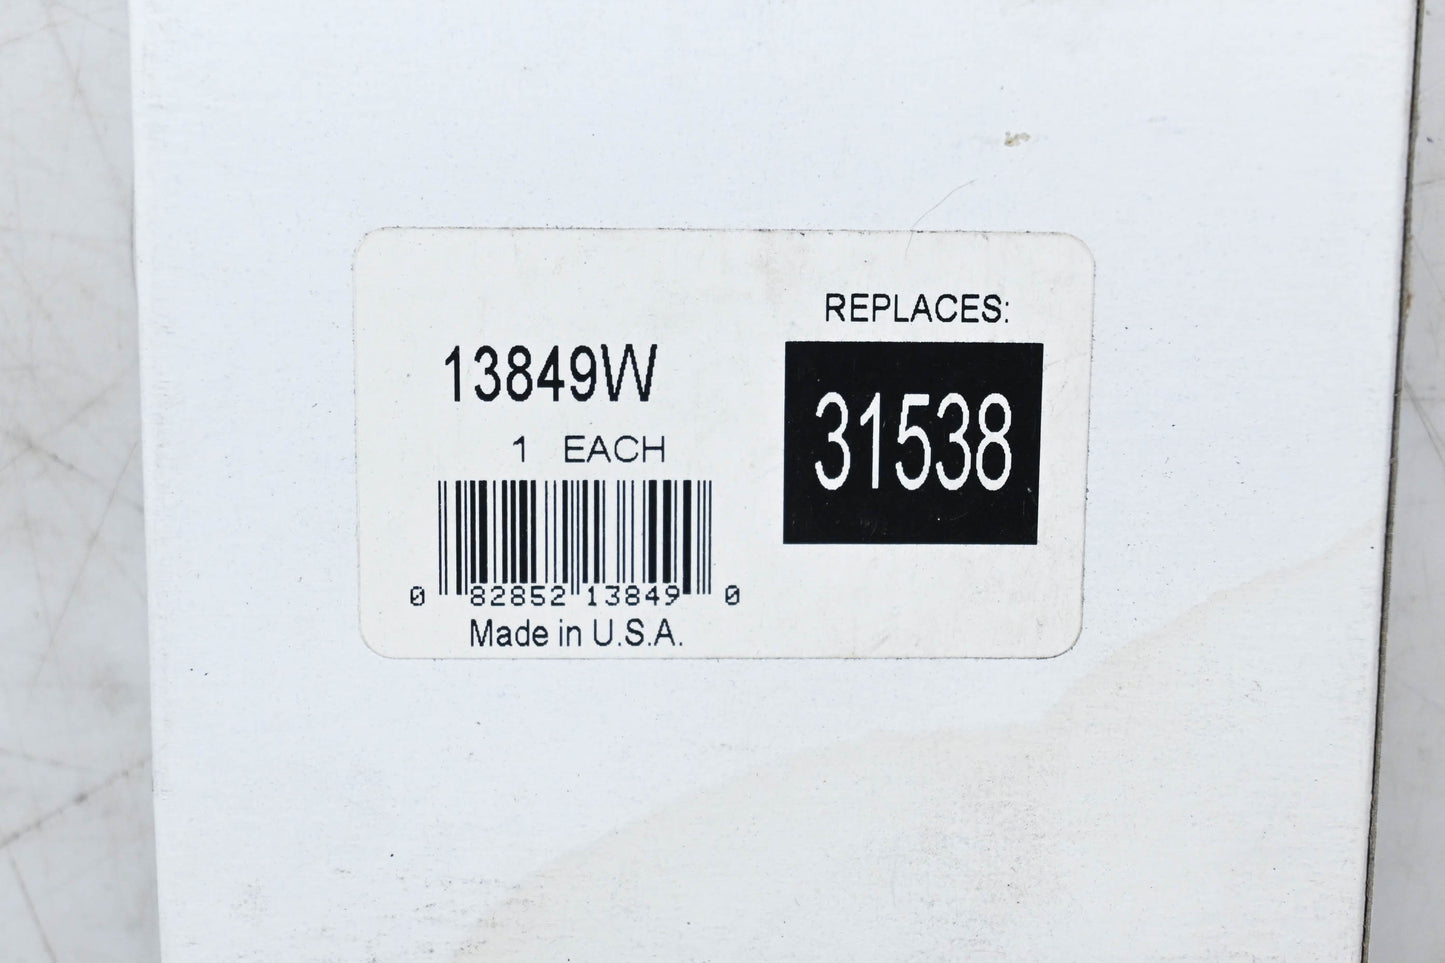 13849W
1 EACH
0 82852 13849 0
Made in U.S.A.
REPLACES:
31538